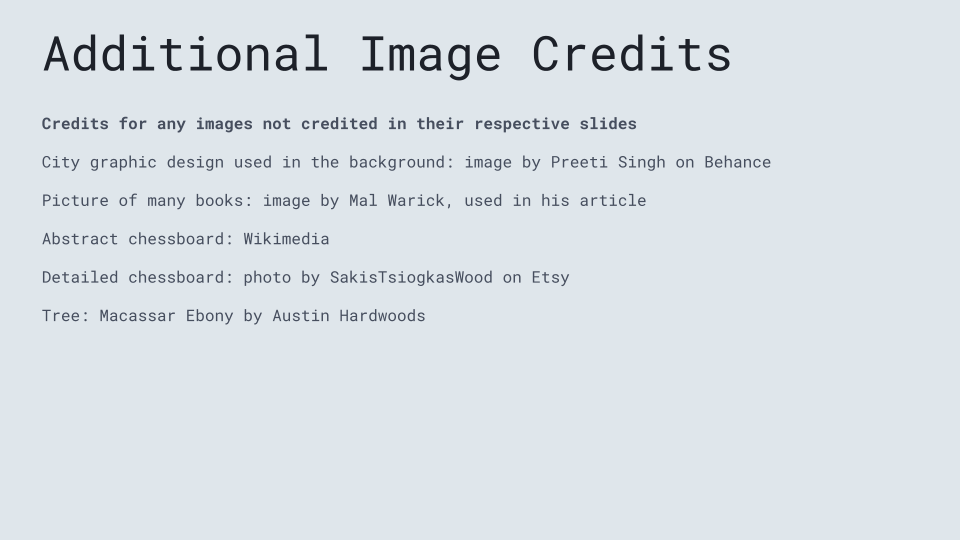 Additional Image Credits
Credits for any images not credited in their respective slides
City graphic design used in the background: image by Preeti Singh on Behance
Picture of many books: image by Mal Warick, used in his article
Abstract chessboard: Wikimedia
Detailed chessboard: photo by SakisTsiogkasWood on Etsy
Tree: Macassar Ebony by Austin Hardwoods